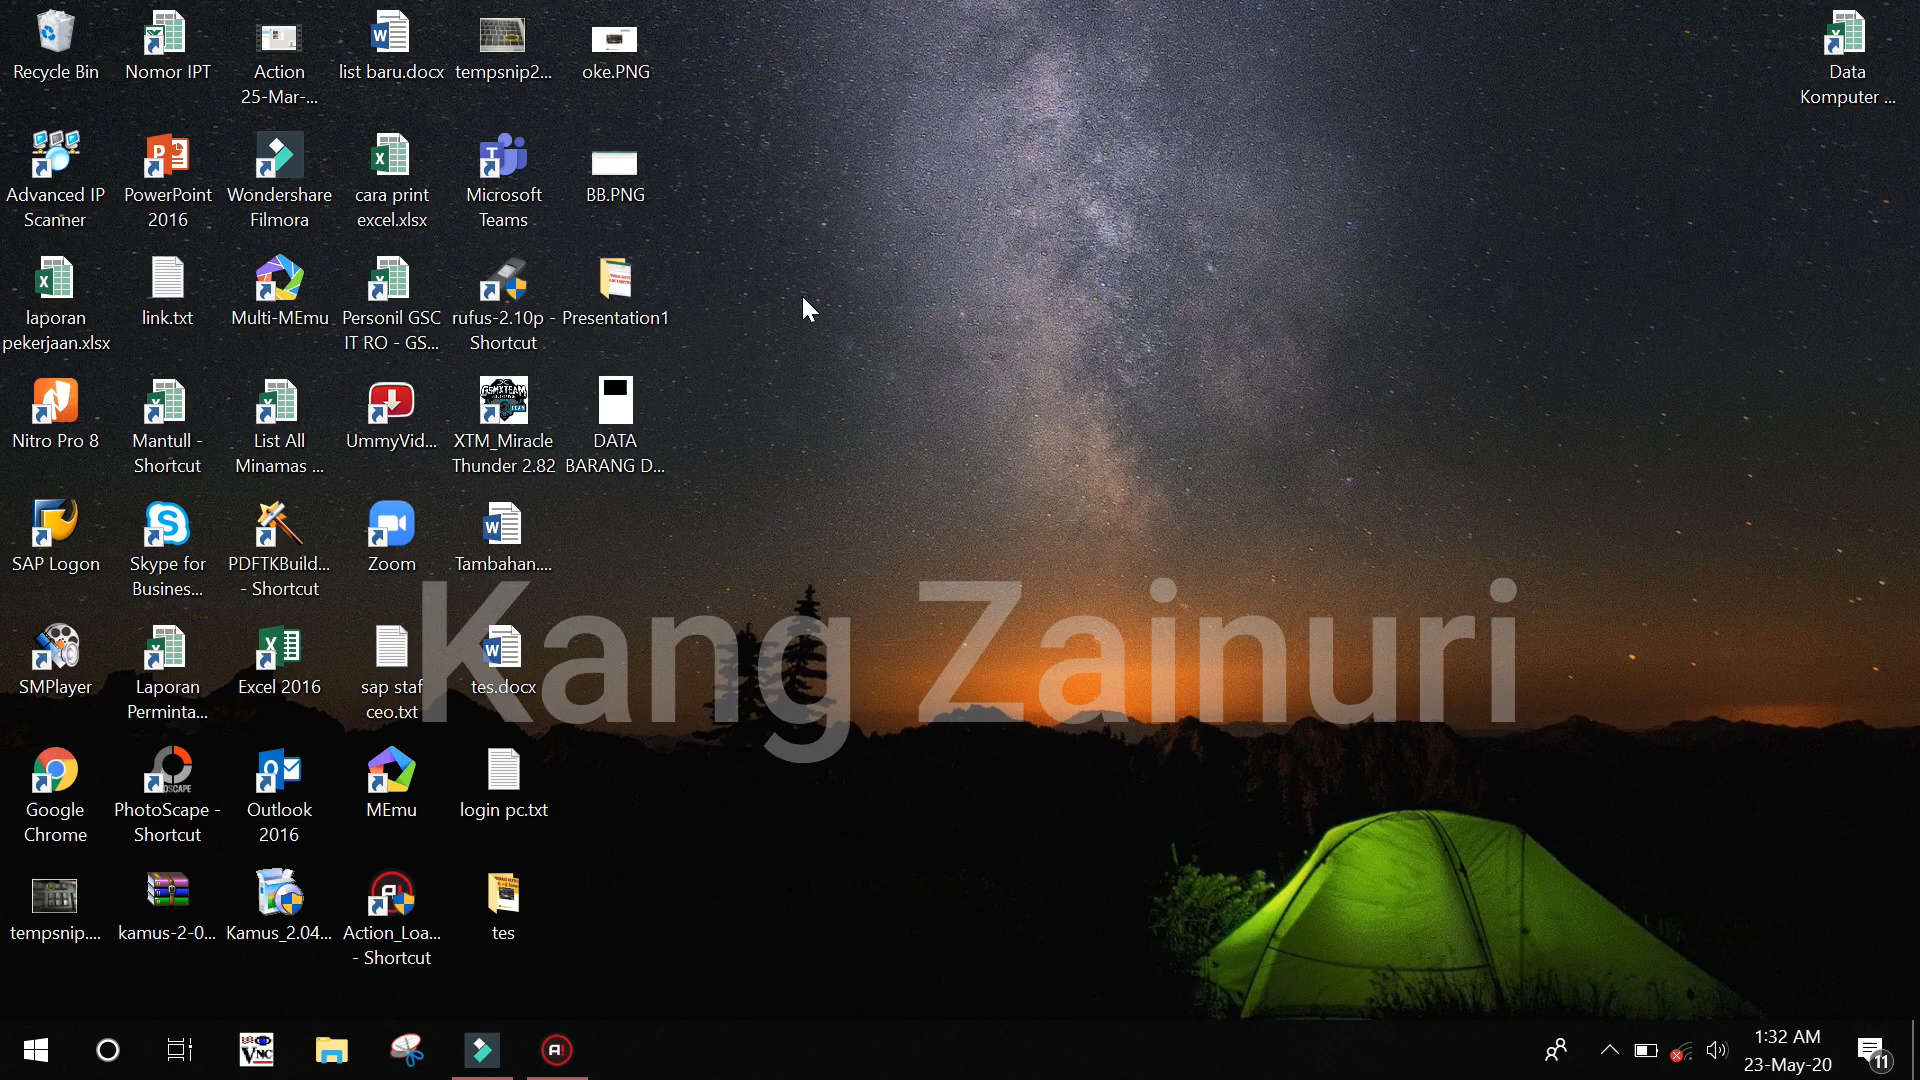 Recycle Bin
Nomor IPT
Action
25-Mar-...
list baru.docx
tempsnip2...
oke.PNG
Data
Komputer ...
Advanced IP
Scanner
PowerPoint
2016
Wondershare
Filmora
cara print
excel.xlsx
Microsoft
Teams
BB.PNG
laporan
pekerjaan.xlsx
link.txt
Multi-MEmu
Personil GSC
IT RO - GS...
rufus-2.10p -
Shortcut
Presentation1
Nitro Pro 8
Mantull -
Shortcut
List All
Minamas ...
UmmyVid...
XTM_Miracle
Thunder 2.82
DATA
BARANG D...
SAP Logon
Skype for
Busines...
PDFTKBuild...
- Shortcut
Zoom
Tambahan....
Kang Zainuri
SMPlayer
Laporan
Perminta...
Excel 2016
sap staf
ceo.txt
tes.docx
Google
Chrome
PhotoScape -
Shortcut
Outlook
2016
MEmu
login pc.txt
tempsnip....
kamus-2-0...
Kamus_2.04...
Action_Loa...
- Shortcut
tes
VNC
1:32 AM
23-May-20
11